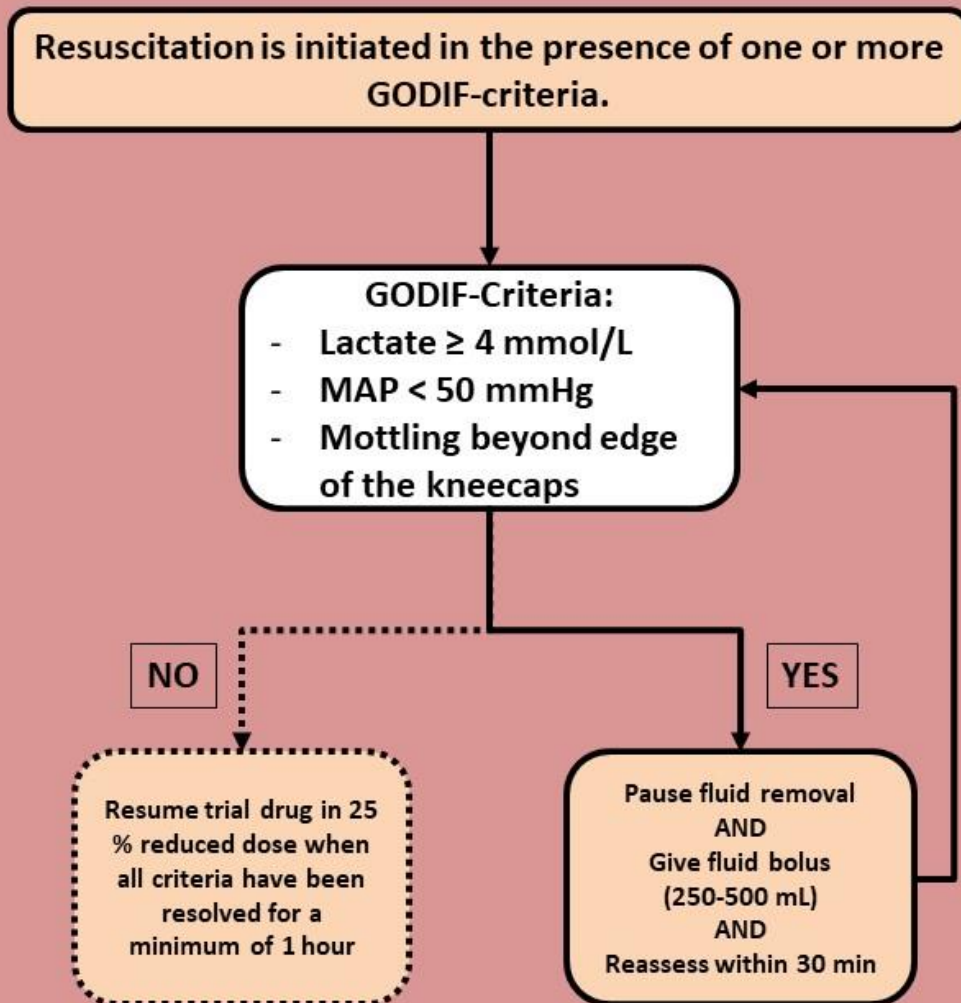 Resuscitation is initiated in the presence of one or more
GODIF-criteria.
GODIF-Criteria:
- Lactate ≥ 4 mmol/L
- MAP < 50 mmHg
- Mottling beyond edge
of the kneecaps
NO
YES
Resume trial drug in 25
% reduced dose when
all criteria have been
resolved for a
minimum of 1 hour
Pause fluid removal
AND
Give fluid bolus
(250-500 mL)
AND
Reassess within 30 min